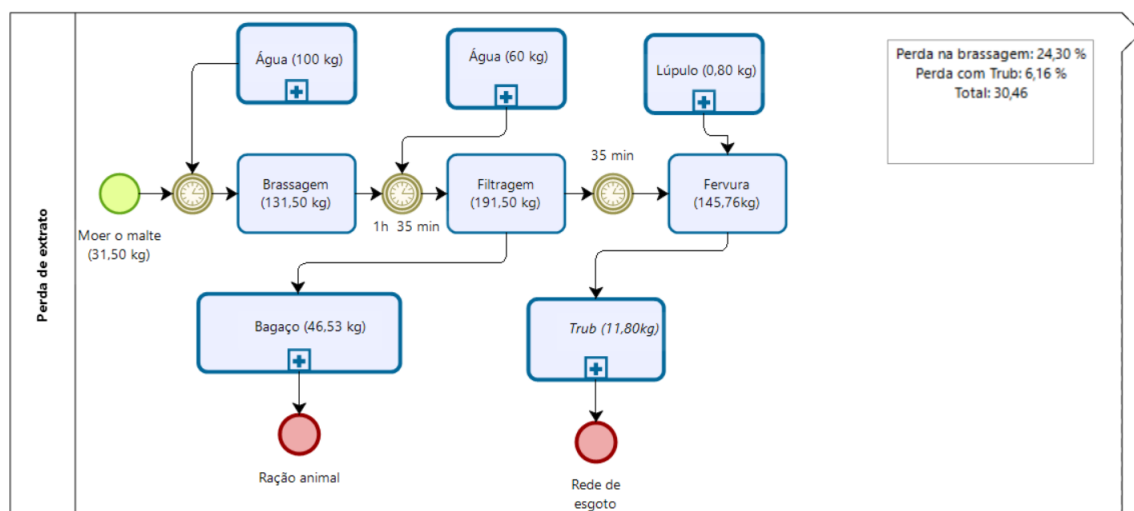 Perda de extrato
Água (100 kg)
Água (60 kg)
Lúpulo (0,80 kg)
Perda na brassagem: 24,30 %
Perda com Trub: 6,16 %
Total: 30,46
Moer o malte
(31,50 kg)
Brassagem
(131,50 kg)
1h  35 min
Filtragem
(191,50 kg)
35 min
Fervura
(145,76kg)
Bagaço (46,53 kg)
Trub (11,80kg)
Ração animal
Rede de
esgoto